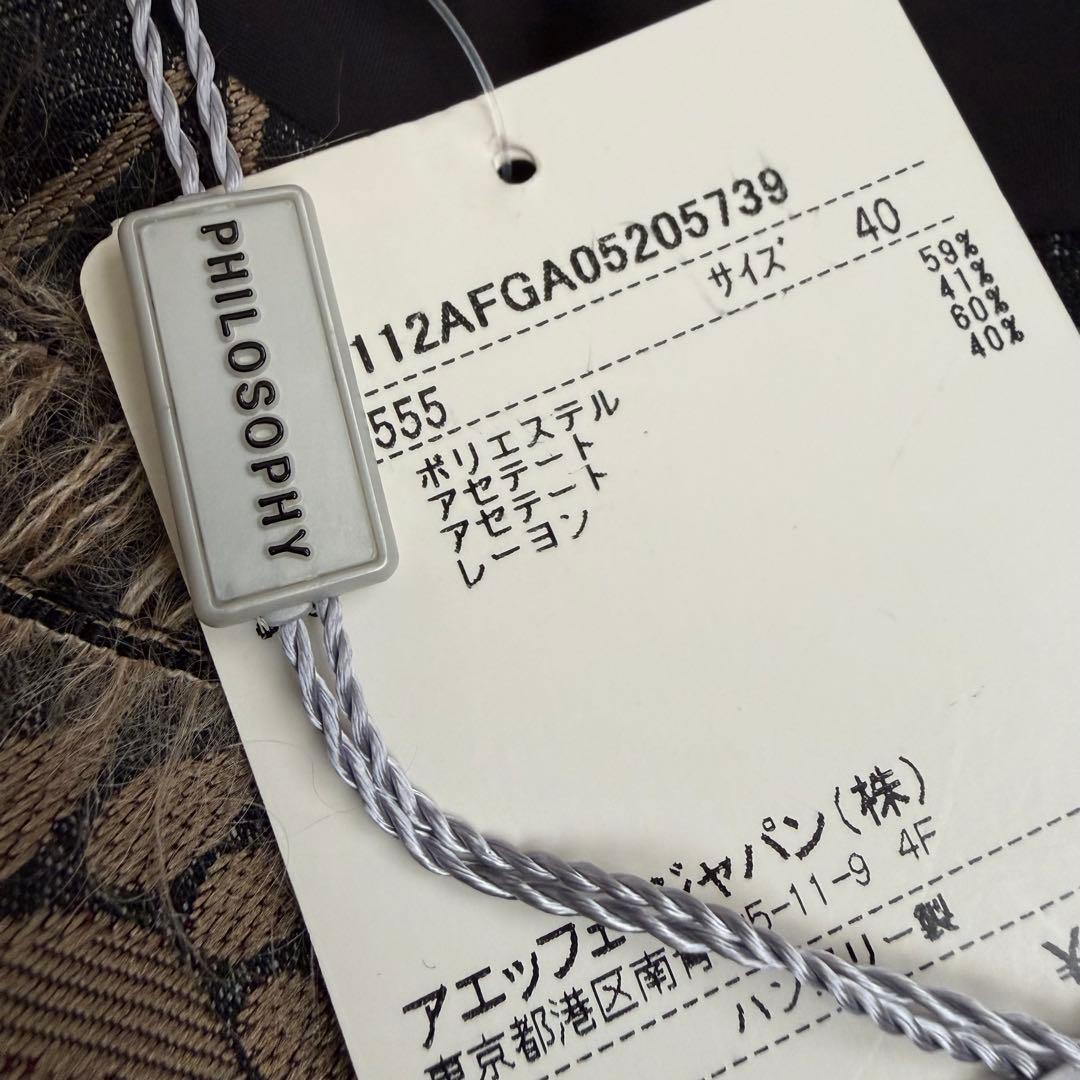 PHILOSOPHY
112AFGA05205739
サイズ 40
555
ポリエステル 59%
アセテート 41%
アセテート 60%
レーヨン 40%
アエッフェ ジャパン(株)
東京都港区南青 5-11-9 4F
ハン リー製